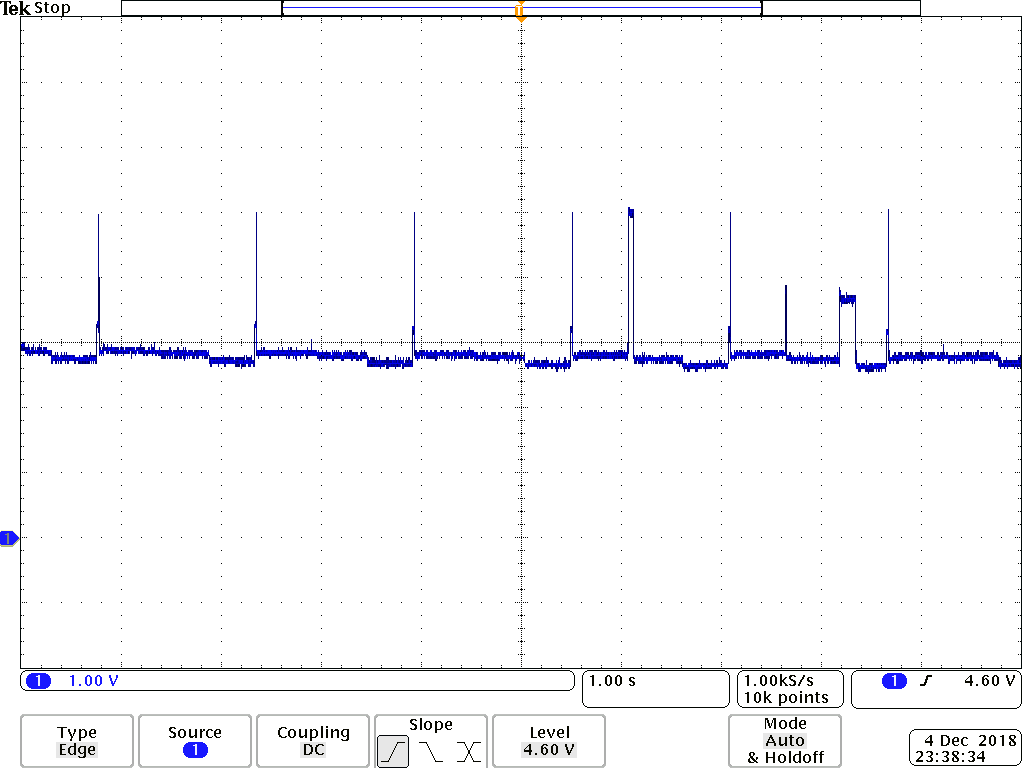 Tek Stop
T
1
1 1.00 V
1.00 s
1.00kS/s
10k points
1 4.60 V
Type
Edge
Source
1
Coupling
DC
Slope
Level
4.60 V
Mode
Auto
& Holdoff
4 Dec 2018
23:38:34